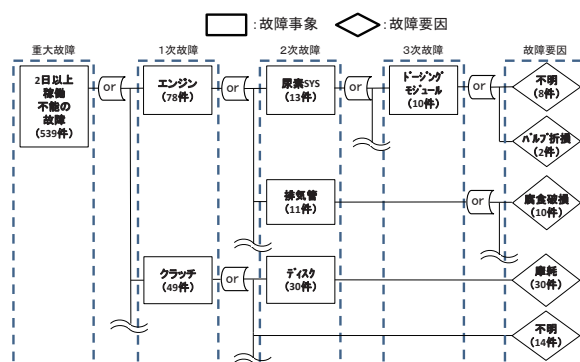 ：故障事象
：故障要因
重大故障
1次故障
2次故障
3次故障
故障要因
2日以上
稼働
不能の
故障
(539件)
or
エンジン
(78件)
or
尿素SYS
(13件)
or
ﾄﾞｰｼﾞﾝｸﾞ
ﾓｼﾞｭｰﾙ
(10件)
or
不明
(8件)
ﾊﾞﾙﾌﾞ折損
(2件)
排気管
(11件)
or
腐食破損
(10件)
クラッチ
(49件)
or
ﾃﾞｨｽｸ
(30件)
摩耗
(30件)
不明
(14件)